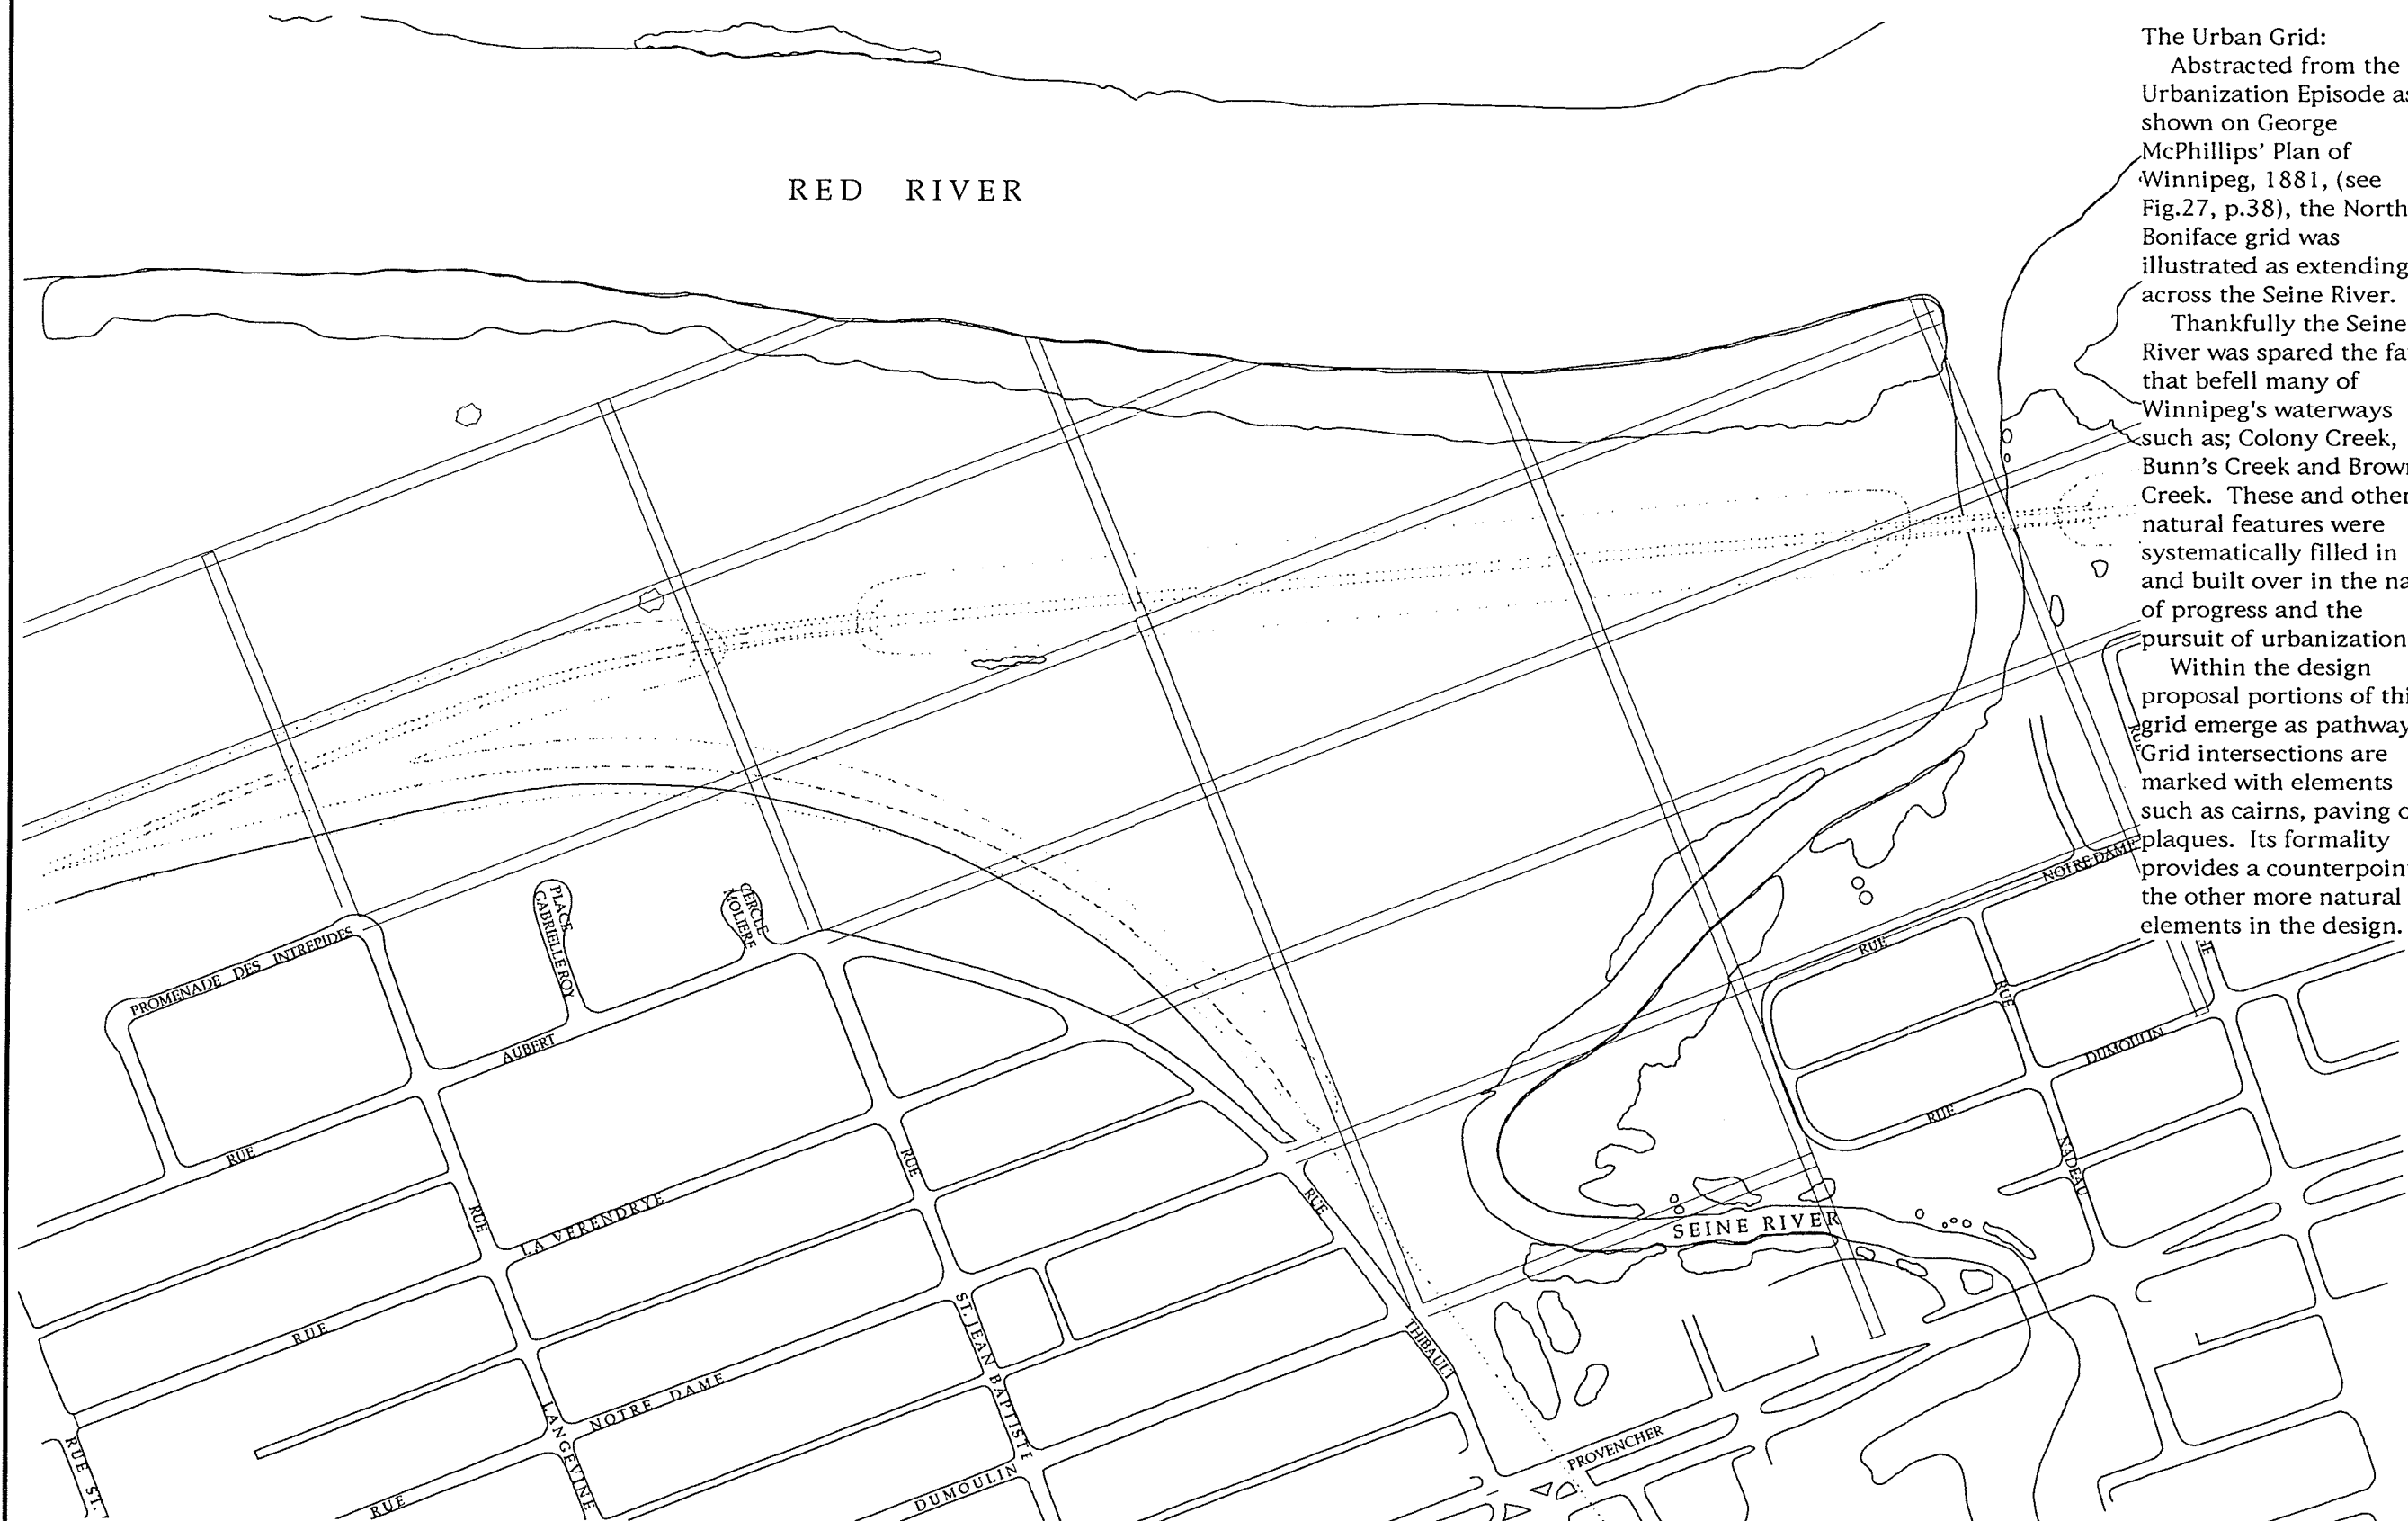 The Urban Grid:
Abstracted from the
Urbanization Episode as
shown on George
McPhillips' Plan of
Winnipeg, 1881, (see
Fig.27, p.38), the North
Boniface grid was
illustrated as extending
across the Seine River.
Thankfully the Seine
River was spared the fa
that befell many of
Winnipeg's waterways
such as; Colony Creek,
Bunn's Creek and Brow
Creek. These and other
natural features were
systematically filled in
and built over in the na
of progress and the
pursuit of urbanization
Within the design
proposal portions of thi
grid emerge as pathway
Grid intersections are
marked with elements
such as cairns, paving o
plaques. Its formality
provides a counterpoin
the other more natural
elements in the design.
RED RIVER
NOTRE DAME
RUE
PLACE
GABRIELLE ROY
CERCLE
MOLIERE
PROMENADE DES INTREPIDES
RUE
AUBERT
RUE
DUMOULIN
RUE
NADEAU
RUE
LA VERENDRYE
RUE
RUE
RUE
SEINE RIVER
RUE
NOTRE DAME
ST. JEAN BAPTISTE
THIBAULT
LANGEVINE
RUE ST.
RUE
DUMOULIN
PROVENCHER